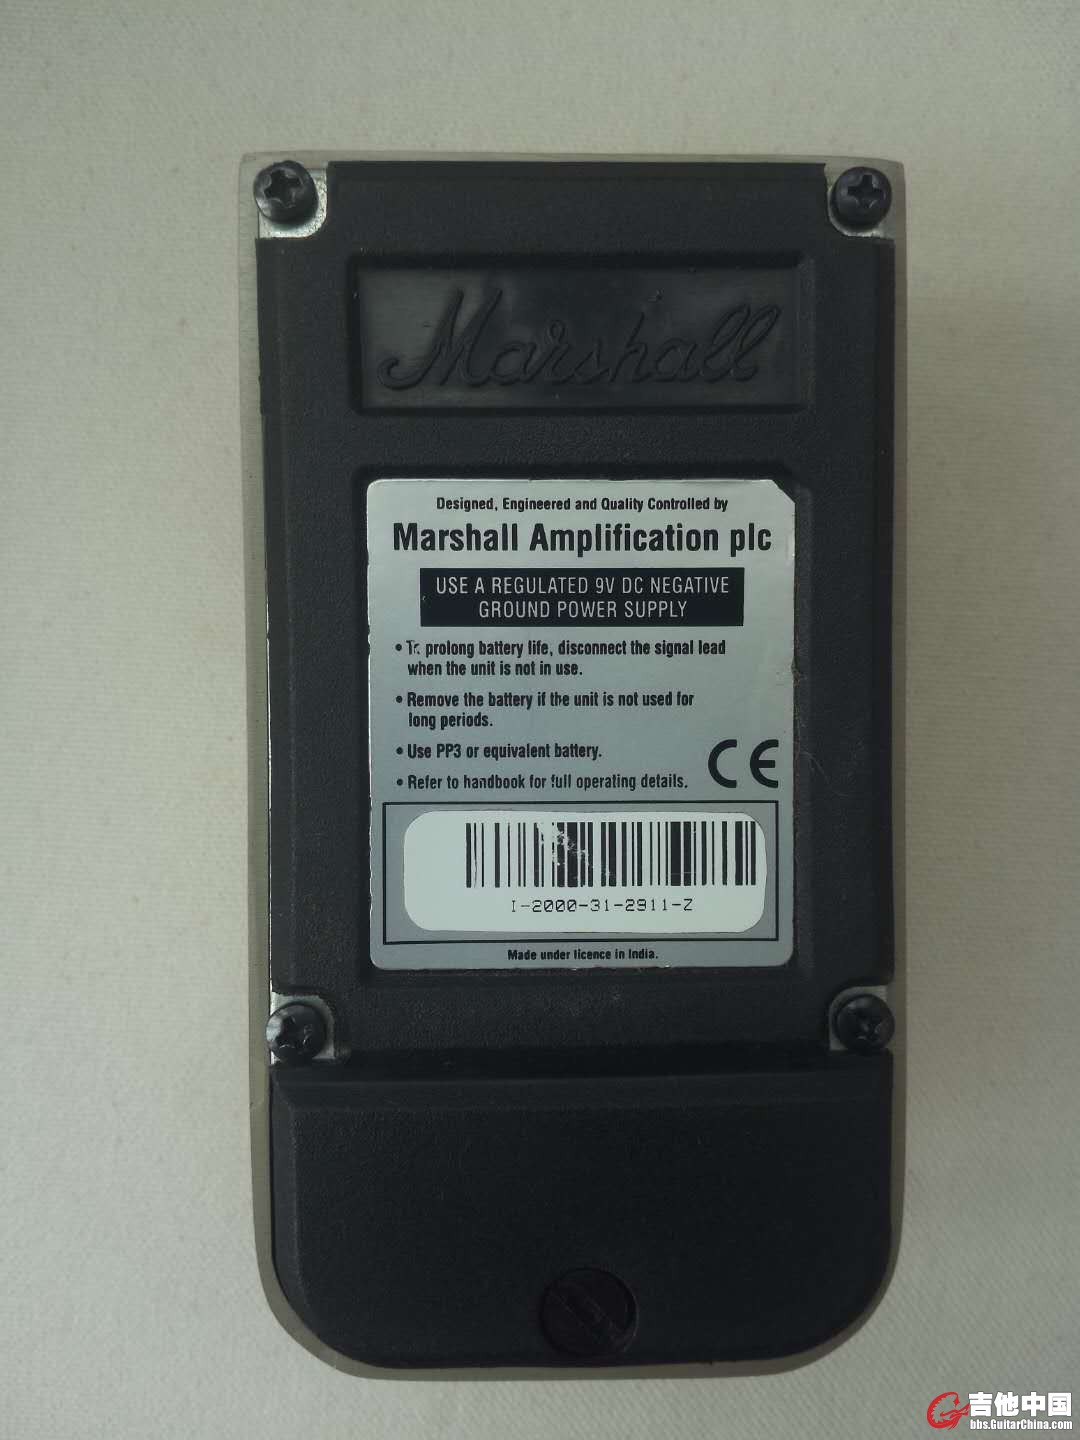 Marshall
Designed, Engineered and Quality Controlled by
Marshall Amplification plc
USE A REGULATED 9V DC NEGATIVE
GROUND POWER SUPPLY
• To prolong battery life, disconnect the signal lead
when the unit is not in use.
• Remove the battery if the unit is not used for
long periods.
• Use PP3 or equivalent battery.
• Refer to handbook for full operating details.
CE
I-2000-31-2911-Z
Made under licence in India.
吉他中国
bbs.GuitarChina.com